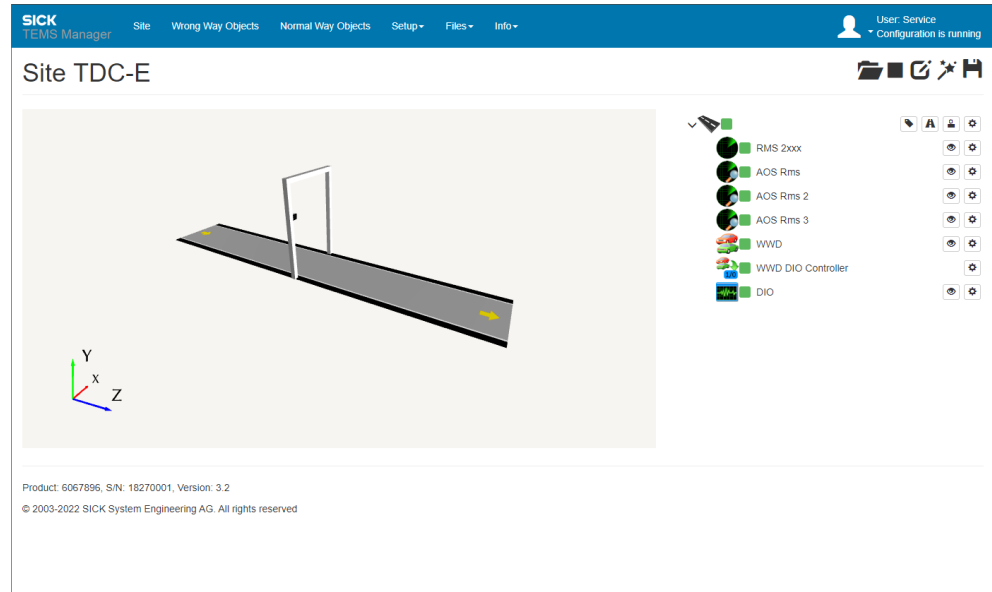 SICK
TEMS Manager
Site
Wrong Way Objects
Normal Way Objects
Setup
Files
Info
User: Service
Configuration is running
Site TDC-E
RMS 2xxx
AOS Rms
AOS Rms 2
AOS Rms 3
WWD
1/0
WWD DIO Controller
DIO
Y
X
Z
Product: 6067896, S/N: 18270001, Version: 3.2
© 2003-2022 SICK System Engineering AG. All rights reserved